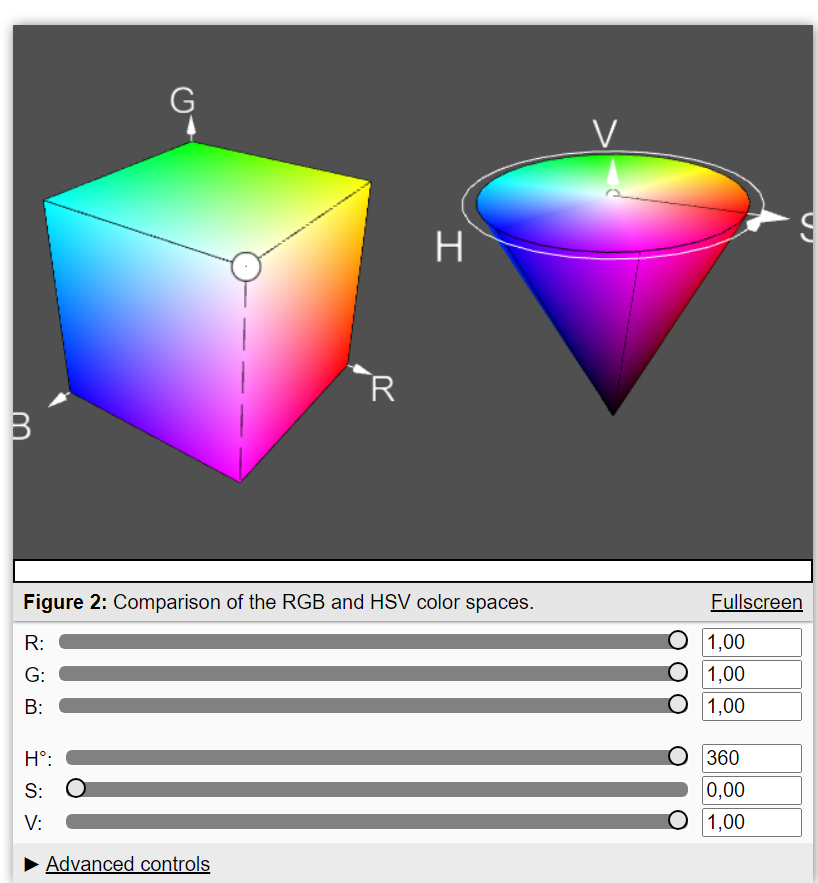 G
R
B
V
S
H
Figure 2: Comparison of the RGB and HSV color spaces.
Fullscreen
R: 1,00
G: 1,00
B: 1,00
H°: 360
S: 0,00
V: 1,00
► Advanced controls